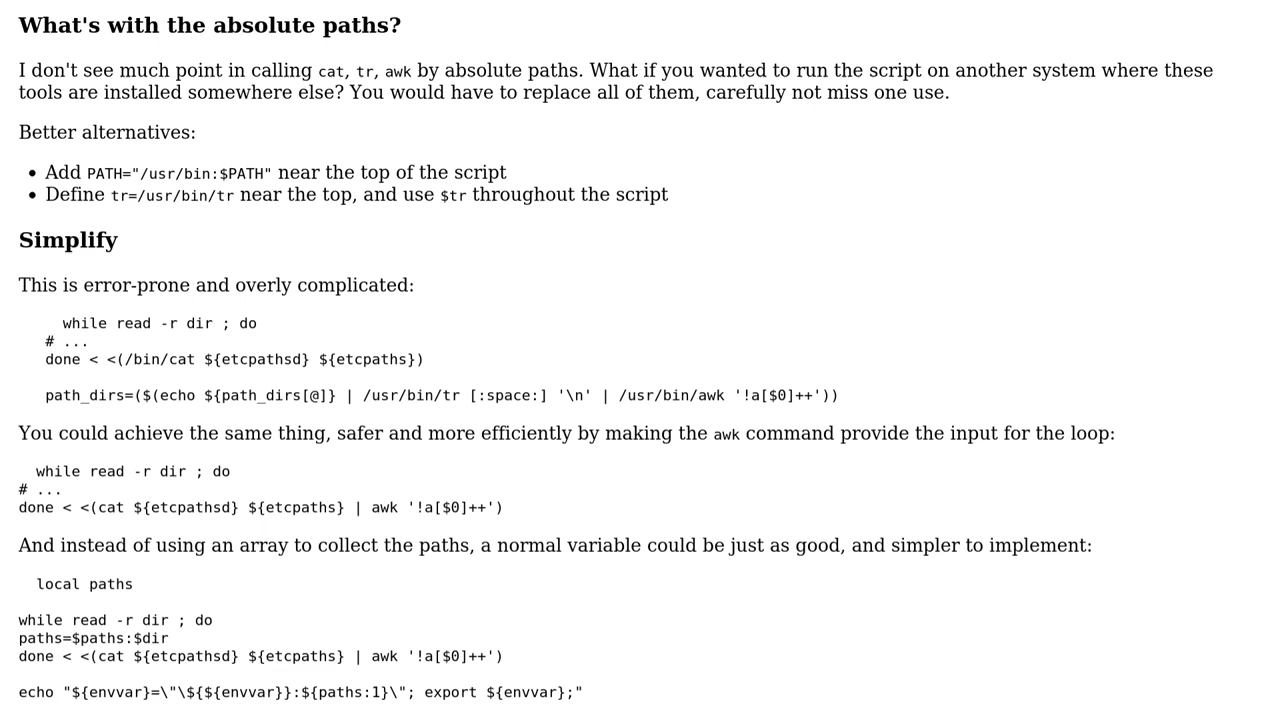 What's with the absolute paths?
I don't see much point in calling cat, tr, awk by absolute paths. What if you wanted to run the script on another system where these
tools are installed somewhere else? You would have to replace all of them, carefully not miss one use.
Better alternatives:
• Add PATH="/usr/bin:$PATH" near the top of the script
• Define tr=/usr/bin/tr near the top, and use $tr throughout the script
Simplify
This is error-prone and overly complicated:
while read -r dir ; do
# ...
done < <(/bin/cat ${etcpathsd} ${etcpaths})
path_dirs=($(echo ${path_dirs[@]} | /usr/bin/tr [:space:] '\n' | /usr/bin/awk '!a[$0]++'))
You could achieve the same thing, safer and more efficiently by making the awk command provide the input for the loop:
while read -r dir ; do
# ...
done < <(cat ${etcpathsd} ${etcpaths} | awk '!a[$0]++')
And instead of using an array to collect the paths, a normal variable could be just as good, and simpler to implement:
local paths
while read -r dir ; do
paths=$paths:$dir
done < <(cat ${etcpathsd} ${etcpaths} | awk '!a[$0]++')
echo "${envvar}=\"\${${envvar}}:${paths:1}\"; export ${envvar};"